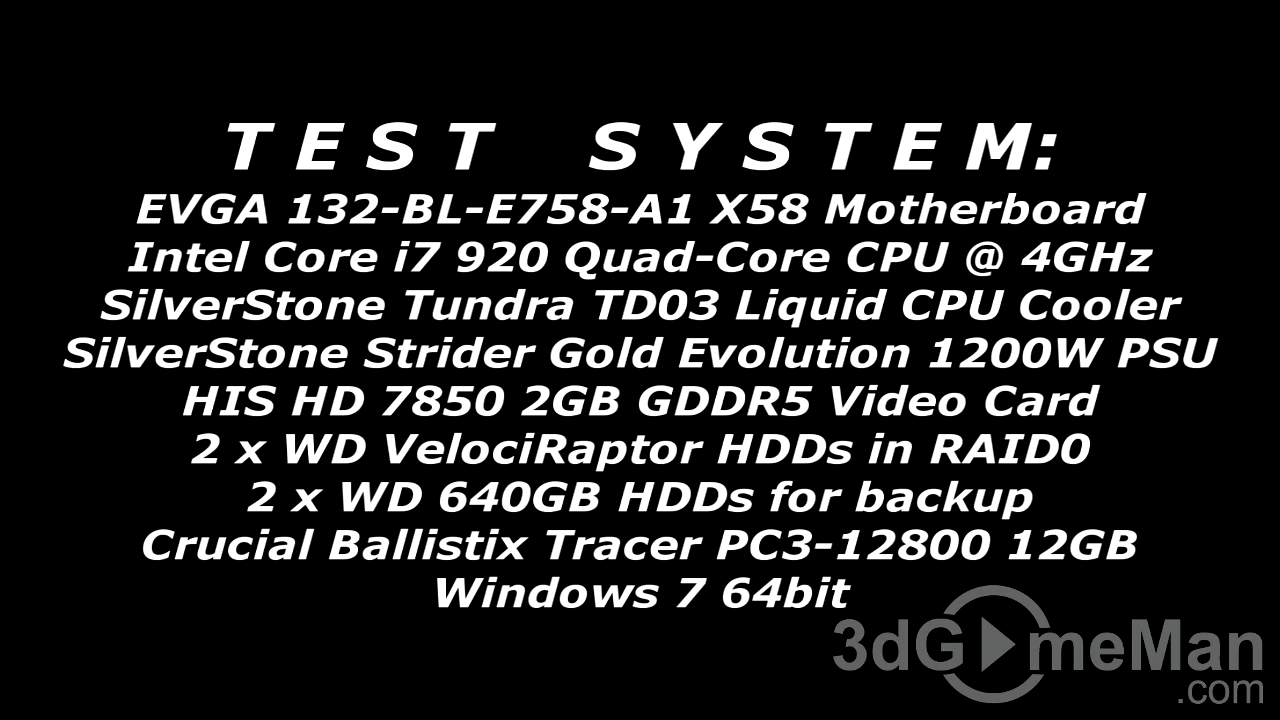 TEST SYSTEM:
EVGA 132-BL-E758-A1 X58 Motherboard
Intel Core i7 920 Quad-Core CPU @ 4GHz
SilverStone Tundra TD03 Liquid CPU Cooler
SilverStone Strider Gold Evolution 1200W PSU
HIS HD 7850 2GB GDDR5 Video Card
2 x WD VelociRaptor HDDs in RAID0
2 x WD 640GB HDDs for backup
Crucial Ballistix Tracer PC3-12800 12GB
Windows 7 64bit
3dGameMan
.com